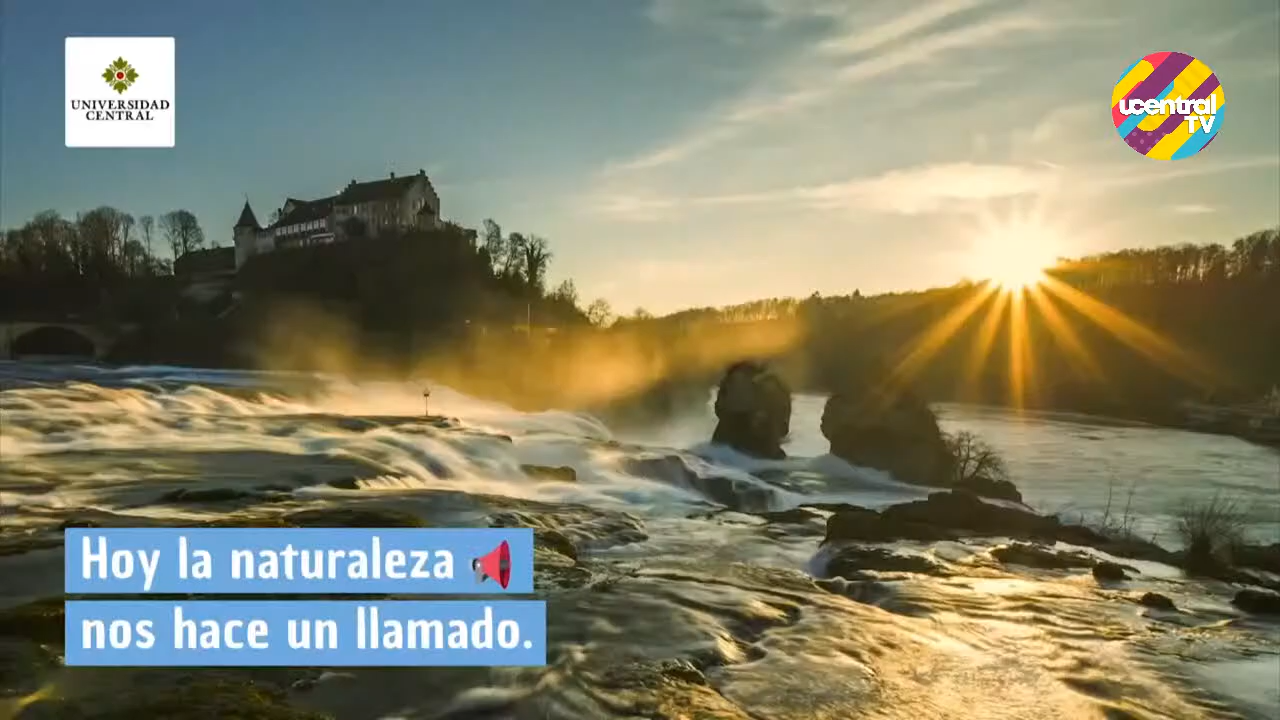 UNIVERSIDAD
CENTRAL
ucentral
TV
Hoy la naturaleza
nos hace un llamado.